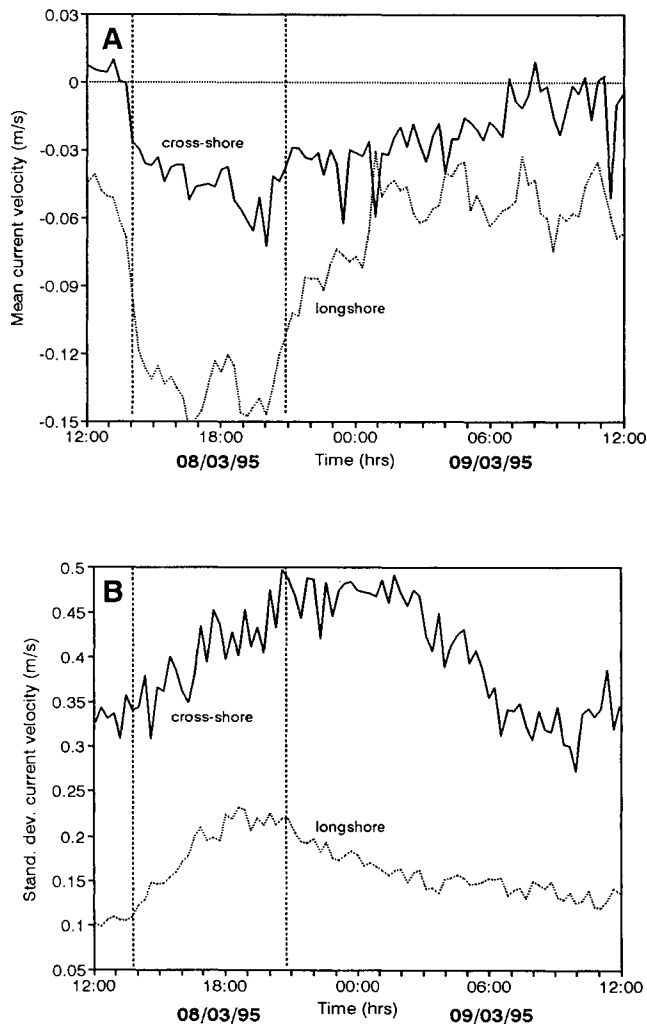 A
Mean current velocity (m/s)
0.03
0
-0.03
-0.06
-0.09
-0.12
-0.15
cross-shore
longshore
12:00 18:00 00:00 06:00 12:00
08/03/95 Time (hrs) 09/03/95
B
Stand. dev. current velocity (m/s)
0.5
0.45
0.4
0.35
0.3
0.25
0.2
0.15
0.1
0.05
cross-shore
longshore
12:00 18:00 00:00 06:00 12:00
08/03/95 Time (hrs) 09/03/95